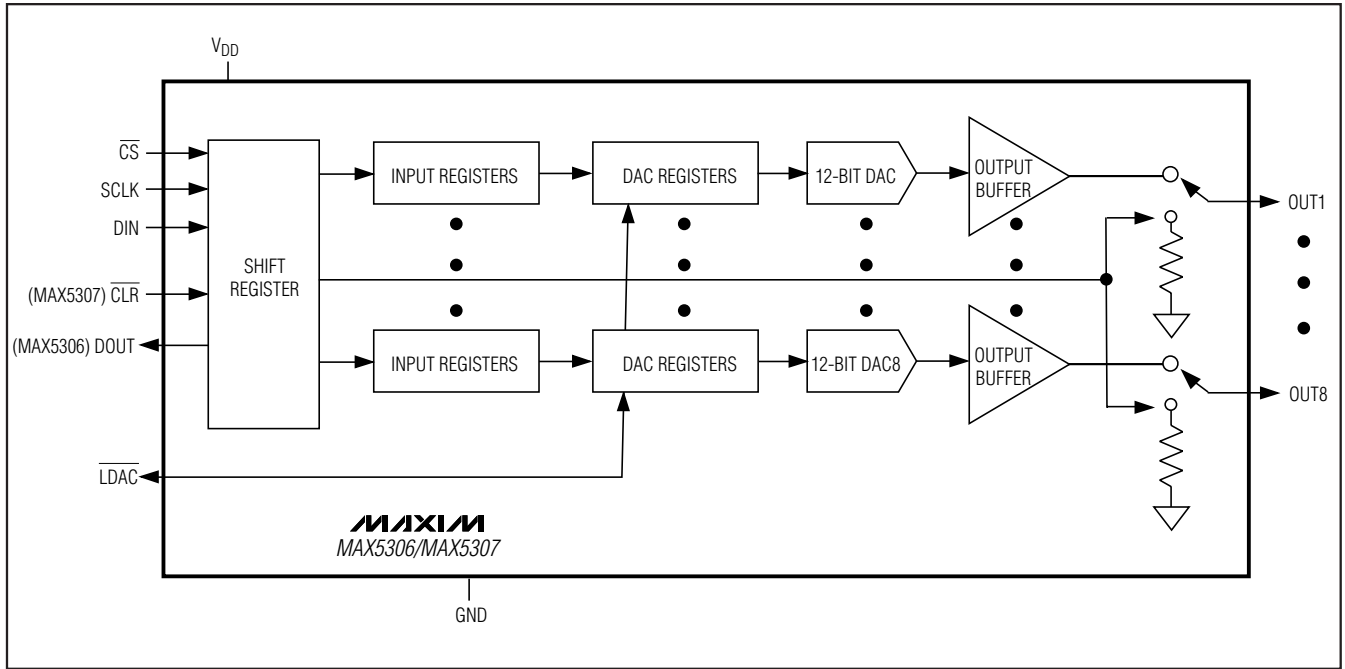 VDD
CS
SCLK
DIN
(MAX5307) CLR
(MAX5306) DOUT
LDAC
SHIFT
REGISTER
INPUT REGISTERS
DAC REGISTERS
12-BIT DAC
OUTPUT
BUFFER
OUT1
INPUT REGISTERS
DAC REGISTERS
12-BIT DAC8
OUTPUT
BUFFER
OUT8
MAXIM
MAX5306/MAX5307
GND